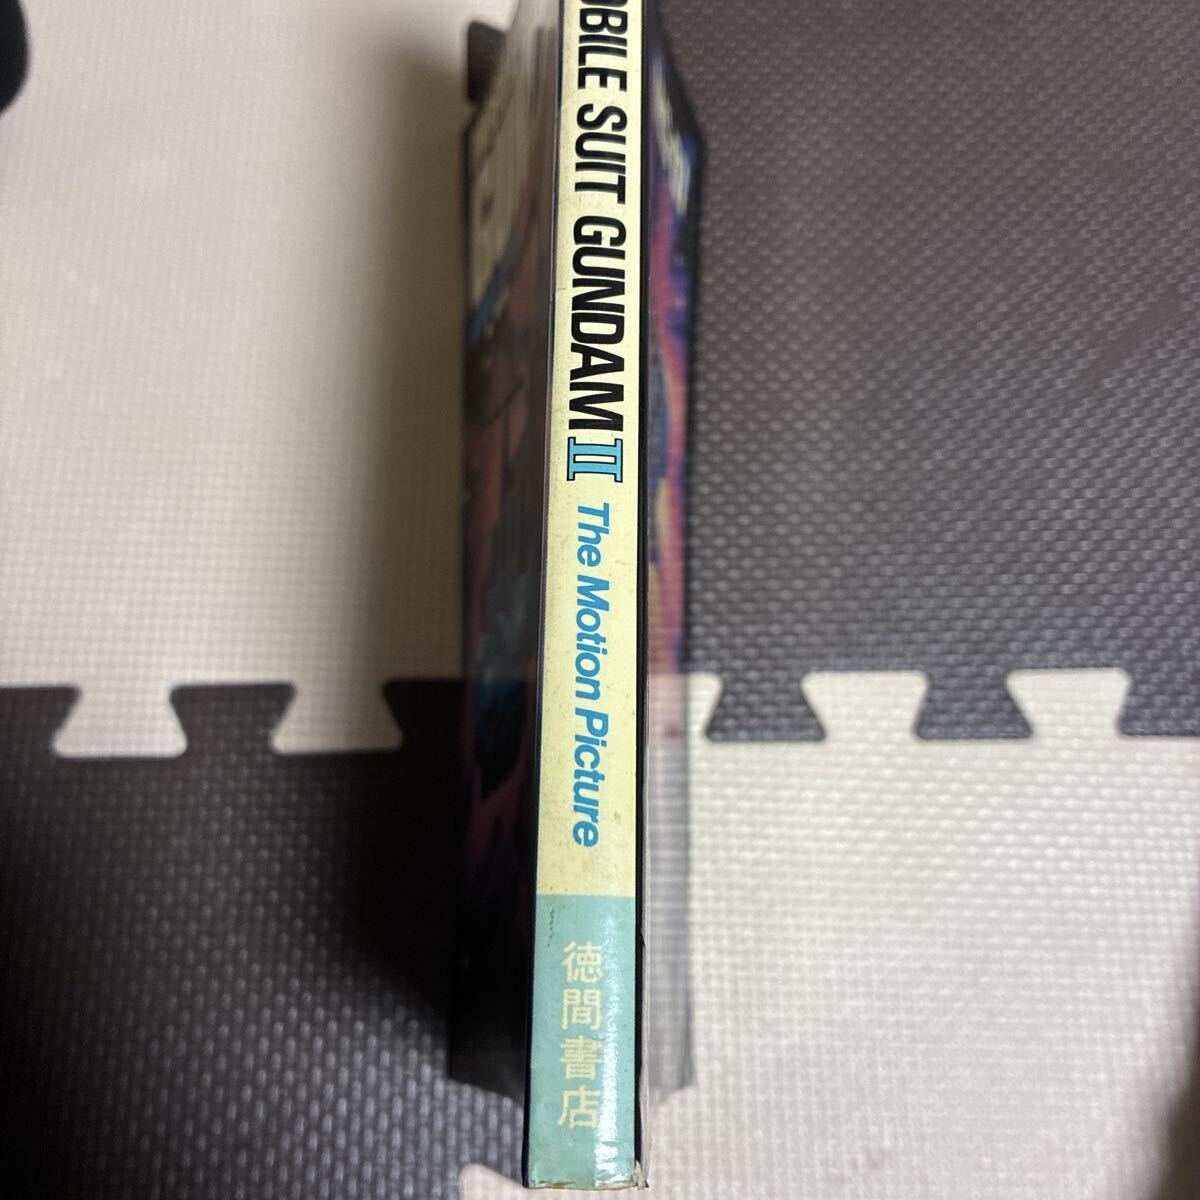 OBILE SUIT GUNDAM II The Motion Picture
徳間書店